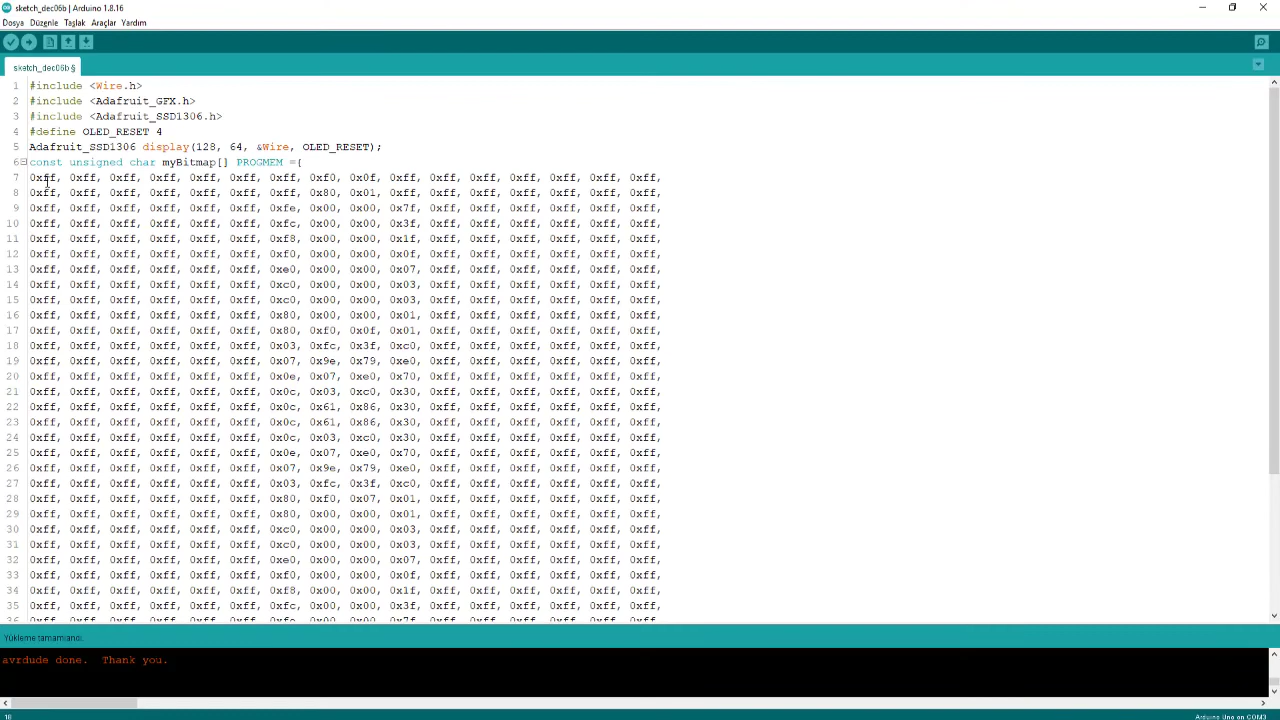 sketch_dec06b | Arduino 1.8.16
Dosya Düzenle Taşlak Araçlar Yardım
sketch_dec06b §
1 #include <Wire.h>
2 #include <Adafruit_GFX.h>
3 #include <Adafruit_SSD1306.h>
4 #define OLED_RESET 4
5 Adafruit_SSD1306 display(128, 64, &Wire, OLED_RESET);
6 const unsigned char myBitmap[] PROGMEM ={
7 0xff, 0xff, 0xff, 0xff, 0xff, 0xff, 0xff, 0xf0, 0x0f, 0xff, 0xff, 0xff, 0xff, 0xff, 0xff, 0xff,
8 0xff, 0xff, 0xff, 0xff, 0xff, 0xff, 0xff, 0x80, 0x01, 0xff, 0xff, 0xff, 0xff, 0xff, 0xff, 0xff,
9 0xff, 0xff, 0xff, 0xff, 0xff, 0xff, 0xfe, 0x00, 0x00, 0x7f, 0xff, 0xff, 0xff, 0xff, 0xff, 0xff,
10 0xff, 0xff, 0xff, 0xff, 0xff, 0xff, 0xfc, 0x00, 0x00, 0x3f, 0xff, 0xff, 0xff, 0xff, 0xff, 0xff,
11 0xff, 0xff, 0xff, 0xff, 0xff, 0xff, 0xf8, 0x00, 0x00, 0x1f, 0xff, 0xff, 0xff, 0xff, 0xff, 0xff,
12 0xff, 0xff, 0xff, 0xff, 0xff, 0xff, 0xf0, 0x00, 0x00, 0x0f, 0xff, 0xff, 0xff, 0xff, 0xff, 0xff,
13 0xff, 0xff, 0xff, 0xff, 0xff, 0xff, 0xe0, 0x00, 0x00, 0x07, 0xff, 0xff, 0xff, 0xff, 0xff, 0xff,
14 0xff, 0xff, 0xff, 0xff, 0xff, 0xff, 0xc0, 0x00, 0x00, 0x03, 0xff, 0xff, 0xff, 0xff, 0xff, 0xff,
15 0xff, 0xff, 0xff, 0xff, 0xff, 0xff, 0xc0, 0x00, 0x00, 0x03, 0xff, 0xff, 0xff, 0xff, 0xff, 0xff,
16 0xff, 0xff, 0xff, 0xff, 0xff, 0xff, 0x80, 0x00, 0x00, 0x01, 0xff, 0xff, 0xff, 0xff, 0xff, 0xff,
17 0xff, 0xff, 0xff, 0xff, 0xff, 0xff, 0x80, 0xf0, 0x0f, 0x01, 0xff, 0xff, 0xff, 0xff, 0xff, 0xff,
18 0xff, 0xff, 0xff, 0xff, 0xff, 0xff, 0x03, 0xfc, 0x3f, 0xc0, 0xff, 0xff, 0xff, 0xff, 0xff, 0xff,
19 0xff, 0xff, 0xff, 0xff, 0xff, 0xff, 0x07, 0x9e, 0x79, 0xe0, 0xff, 0xff, 0xff, 0xff, 0xff, 0xff,
20 0xff, 0xff, 0xff, 0xff, 0xff, 0xff, 0x0e, 0x07, 0xe0, 0x70, 0xff, 0xff, 0xff, 0xff, 0xff, 0xff,
21 0xff, 0xff, 0xff, 0xff, 0xff, 0xff, 0x0c, 0x03, 0xc0, 0x30, 0xff, 0xff, 0xff, 0xff, 0xff, 0xff,
22 0xff, 0xff, 0xff, 0xff, 0xff, 0xff, 0x0c, 0x61, 0x86, 0x30, 0xff, 0xff, 0xff, 0xff, 0xff, 0xff,
23 0xff, 0xff, 0xff, 0xff, 0xff, 0xff, 0x0c, 0x61, 0x86, 0x30, 0xff, 0xff, 0xff, 0xff, 0xff, 0xff,
24 0xff, 0xff, 0xff, 0xff, 0xff, 0xff, 0x0c, 0x03, 0xc0, 0x30, 0xff, 0xff, 0xff, 0xff, 0xff, 0xff,
25 0xff, 0xff, 0xff, 0xff, 0xff, 0xff, 0x0e, 0x07, 0xe0, 0x70, 0xff, 0xff, 0xff, 0xff, 0xff, 0xff,
26 0xff, 0xff, 0xff, 0xff, 0xff, 0xff, 0x07, 0x9e, 0x79, 0xe0, 0xff, 0xff, 0xff, 0xff, 0xff, 0xff,
27 0xff, 0xff, 0xff, 0xff, 0xff, 0xff, 0x03, 0xfc, 0x3f, 0xc0, 0xff, 0xff, 0xff, 0xff, 0xff, 0xff,
28 0xff, 0xff, 0xff, 0xff, 0xff, 0xff, 0x80, 0xf0, 0x07, 0x01, 0xff, 0xff, 0xff, 0xff, 0xff, 0xff,
29 0xff, 0xff, 0xff, 0xff, 0xff, 0xff, 0x80, 0x00, 0x00, 0x01, 0xff, 0xff, 0xff, 0xff, 0xff, 0xff,
30 0xff, 0xff, 0xff, 0xff, 0xff, 0xff, 0xc0, 0x00, 0x00, 0x03, 0xff, 0xff, 0xff, 0xff, 0xff, 0xff,
31 0xff, 0xff, 0xff, 0xff, 0xff, 0xff, 0xc0, 0x00, 0x00, 0x03, 0xff, 0xff, 0xff, 0xff, 0xff, 0xff,
32 0xff, 0xff, 0xff, 0xff, 0xff, 0xff, 0xe0, 0x00, 0x00, 0x07, 0xff, 0xff, 0xff, 0xff, 0xff, 0xff,
33 0xff, 0xff, 0xff, 0xff, 0xff, 0xff, 0xf0, 0x00, 0x00, 0x0f, 0xff, 0xff, 0xff, 0xff, 0xff, 0xff,
34 0xff, 0xff, 0xff, 0xff, 0xff, 0xff, 0xf8, 0x00, 0x00, 0x1f, 0xff, 0xff, 0xff, 0xff, 0xff, 0xff,
35 0xff, 0xff, 0xff, 0xff, 0xff, 0xff, 0xfc, 0x00, 0x00, 0x3f, 0xff, 0xff, 0xff, 0xff, 0xff, 0xff,
36 0xff, 0xff, 0xff, 0xff, 0xff, 0xff, 0xfe, 0x00, 0x00, 0x7f, 0xff, 0xff, 0xff, 0xff, 0xff, 0xff,
Yükleme tamamlandı.
avrdude done. Thank you.
10
Arduino Uno on COM3